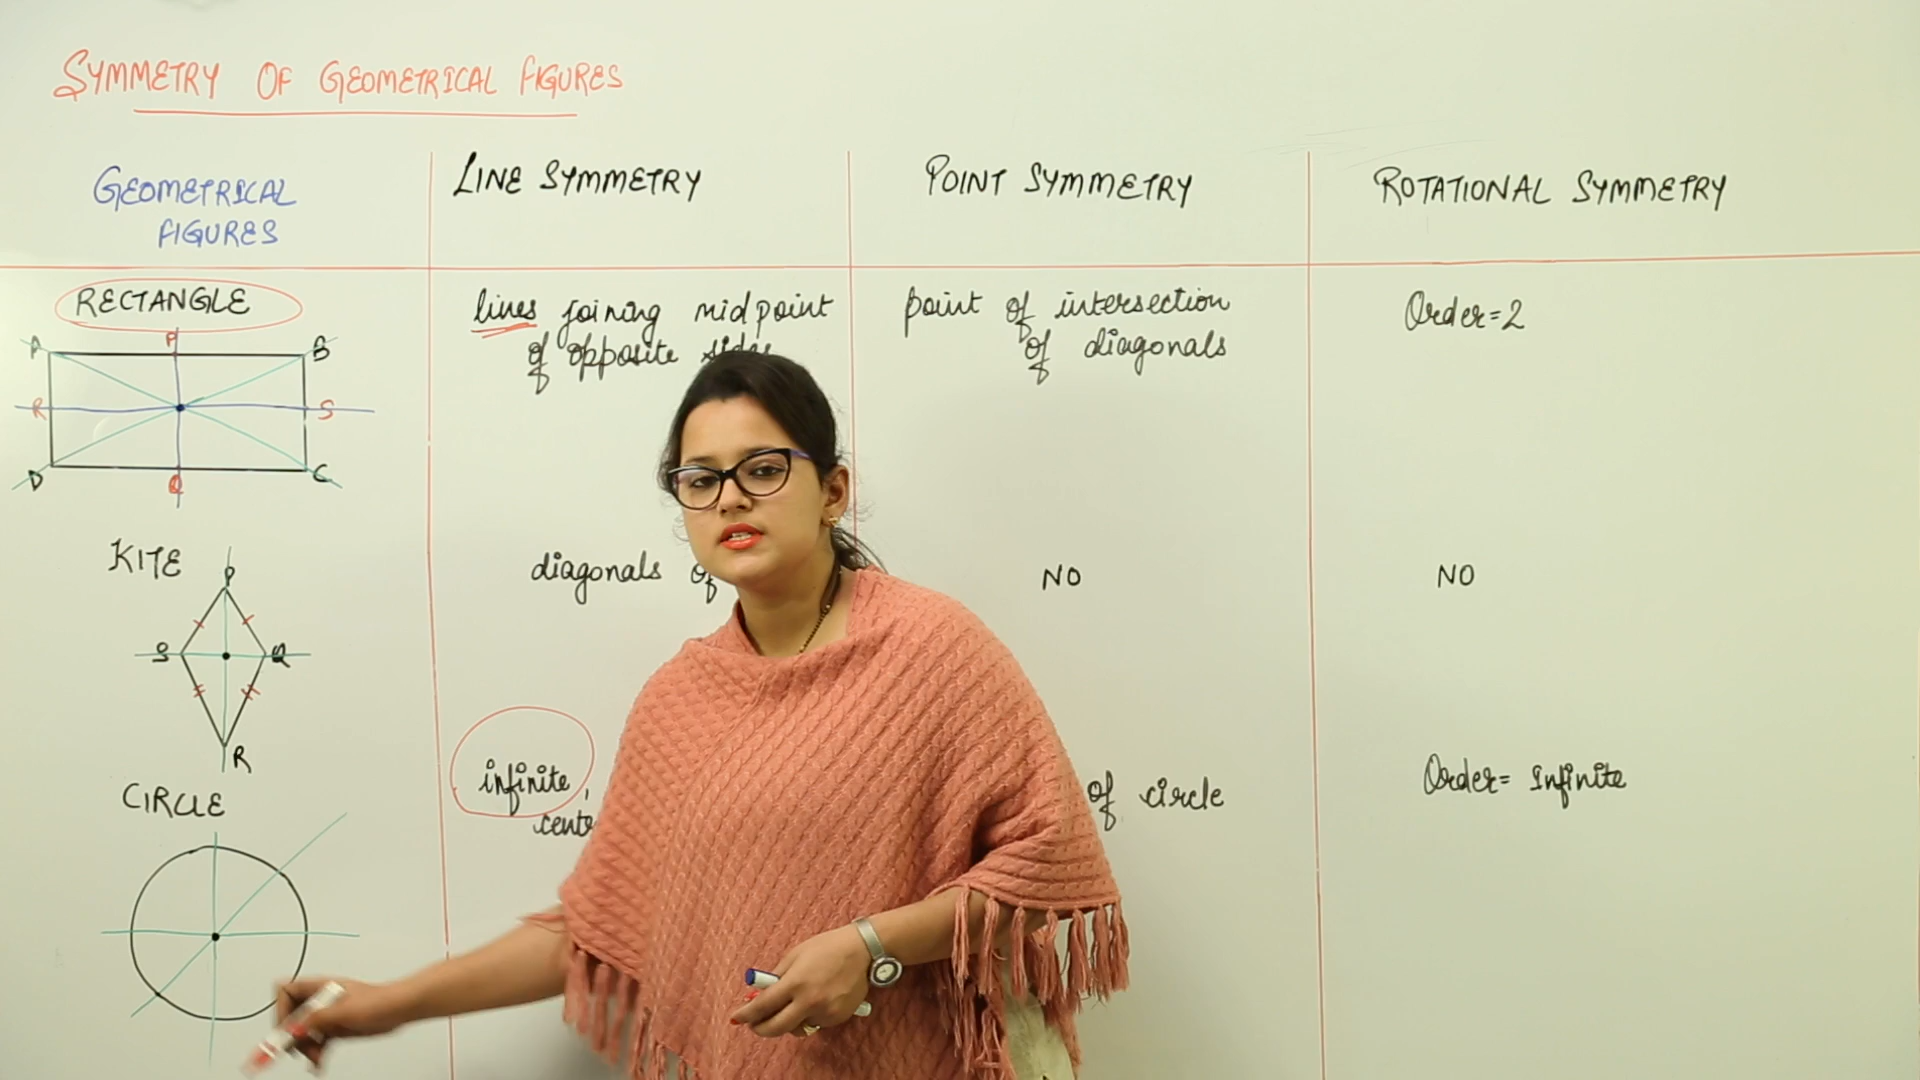 SYMMETRY OF GEOMETRICAL FIGURES
GEOMETRICAL
FIGURES
LINE SYMMETRY
POINT SYMMETRY
ROTATIONAL SYMMETRY
RECTANGLE
A
P
B
R
S
D
Q
C
lines joining midpoint
of opposite
point of intersection
of diagonals
Order=2
KITE
P
S
Q
R
diagonals of
NO
NO
CIRCLE
infinite,
of circle
Order= Infinite